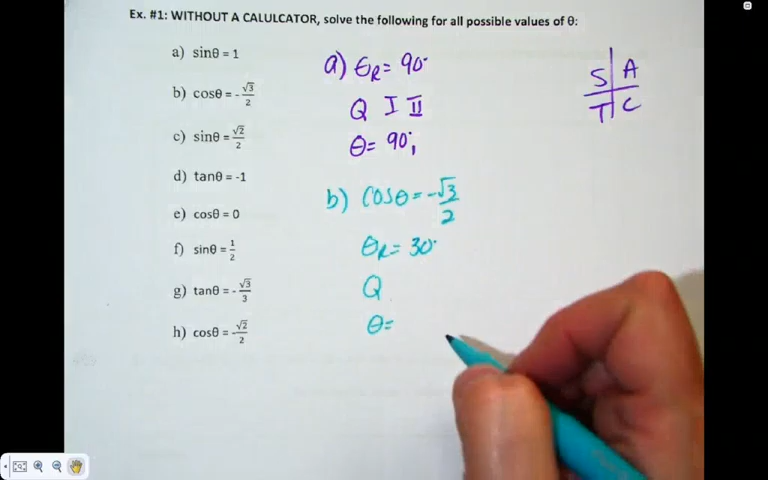 Ex. #1: WITHOUT A CALULCATOR, solve the following for all possible values of θ:
a) sinθ = 1
b) cosθ = -√3/2
c) sinθ = √2/2
d) tanθ = -1
e) cosθ = 0
f) sinθ = 1/2
g) tanθ = -√3/3
h) cosθ = -√2/2
a) θR = 90°
Q I II
θ = 90°,
b) cosθ = -√3/2
θR = 30°
Q
θ =
S A
T C